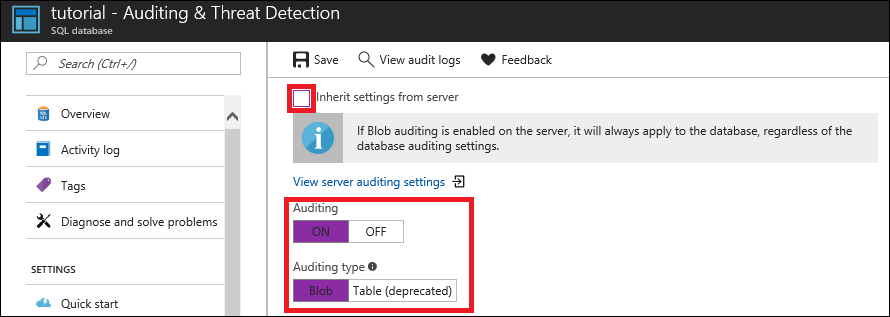 tutorial - Auditing & Threat Detection
SQL database
Search (Ctrl+/)
Overview
Activity log
Tags
Diagnose and solve problems
SETTINGS
Quick start
Save View audit logs Feedback
Inherit settings from server
If Blob auditing is enabled on the server, it will always apply to the database, regardless of the
database auditing settings.
View server auditing settings
Auditing
ON OFF
Auditing type
Blob Table (deprecated)